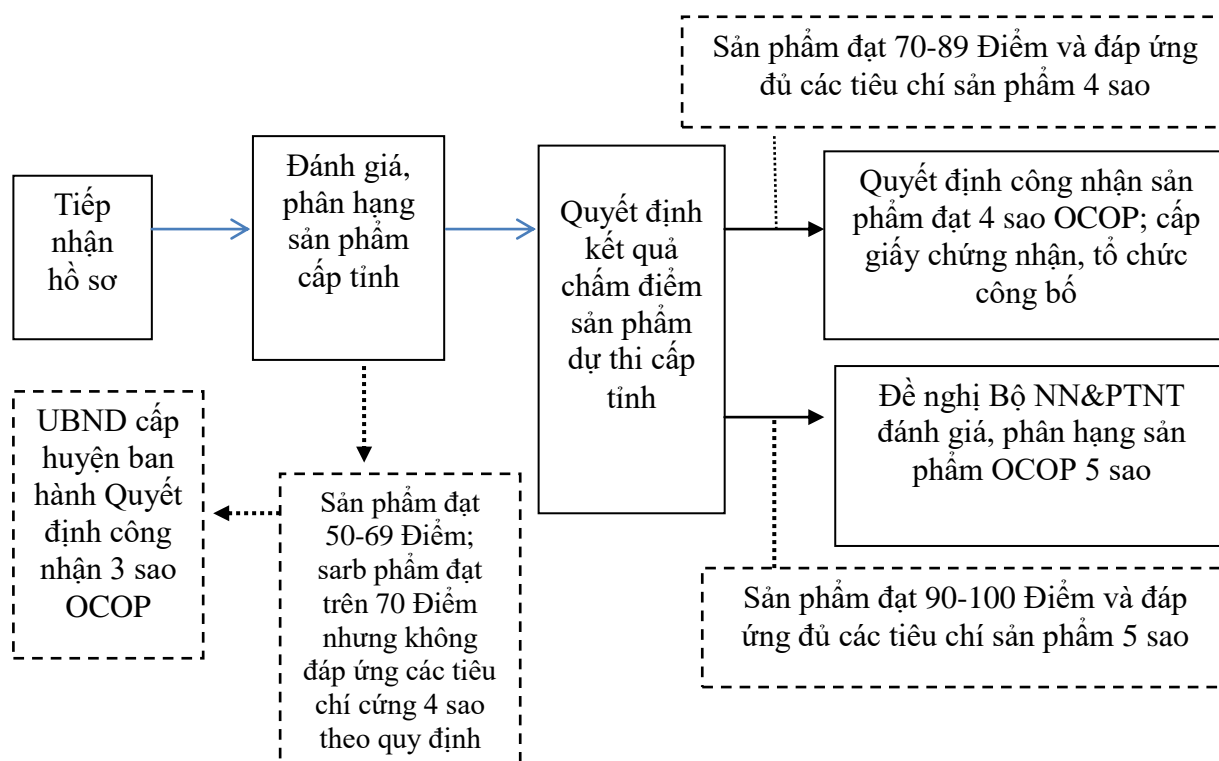 Tiếp
nhận
hồ sơ
Đánh giá,
phân hạng
sản phẩm
cấp tỉnh
Quyết định
kết quả
chấm điểm
sản phẩm
dự thi cấp
tỉnh
Sản phẩm đạt 70-89 Điểm và đáp ứng
đủ các tiêu chí sản phẩm 4 sao
Quyết định công nhận sản
phẩm đạt 4 sao OCOP; cấp
giấy chứng nhận, tổ chức
công bố
Đề nghị Bộ NN&PTNT
đánh giá, phân hạng sản
phẩm OCOP 5 sao
Sản phẩm đạt 90-100 Điểm và đáp
ứng đủ các tiêu chí sản phẩm 5 sao
Sản phẩm đạt
50-69 Điểm;
sarb phẩm đạt
trên 70 Điểm
nhưng không
đáp ứng các tiêu
chí cứng 4 sao
theo quy định
UBND cấp
huyện ban
hành Quyết
định công
nhận 3 sao
OCOP